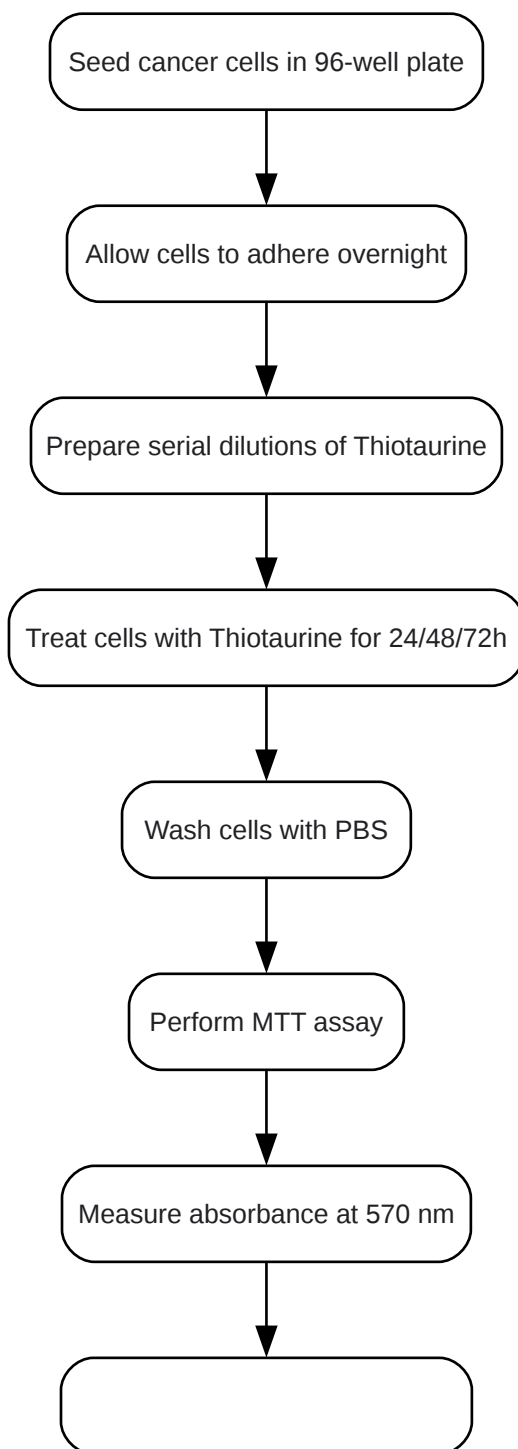 Seed cancer cells in 96-well plate
Allow cells to adhere overnight
Prepare serial dilutions of Thiotaurine
Treat cells with Thiotaurine for 24/48/72h
Wash cells with PBS
Perform MTT assay
Measure absorbance at 570 nm